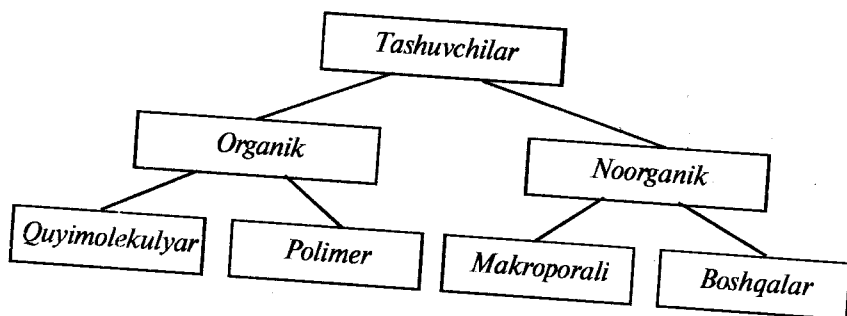 Tashuvchilar
Organik
Noorganik
Quyimolekulyar
Polimer
Makroporali
Boshqalar